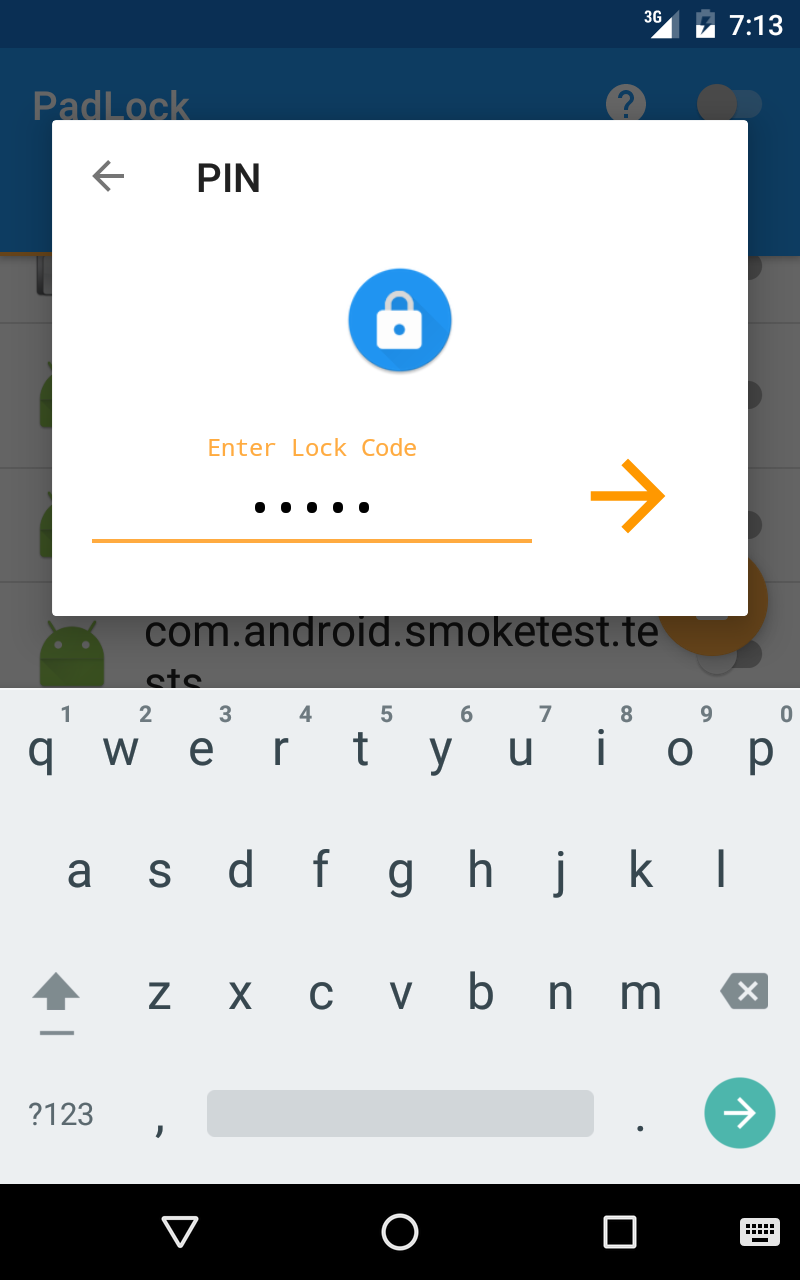 3G 7:13
PadLock ?
PIN
Enter Lock Code
•••••
com.android.smoketest.te
sts
1 2 3 4 5 6 7 8 9 0
q w e r t y u i o p
a s d f g h j k l
z x c v b n m
?123 , .